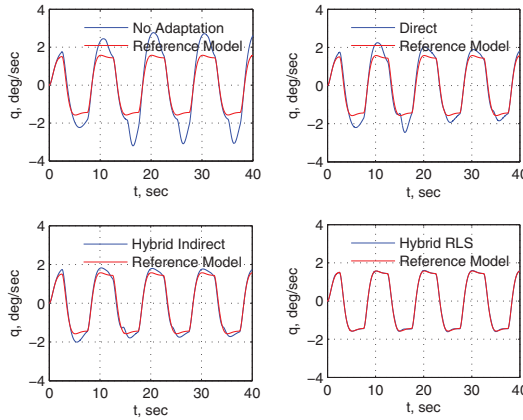 No Adaptation
Reference Model
q, deg/sec
4
2
0
−2
−4
0 10 20 30 40
t, sec
Direct
Reference Model
q, deg/sec
4
2
0
−2
−4
0 10 20 30 40
t, sec
Hybrid Indirect
Reference Model
q, deg/sec
4
2
0
−2
−4
0 10 20 30 40
t, sec
Hybrid RLS
Reference Model
q, deg/sec
4
2
0
−2
−4
0 10 20 30 40
t, sec